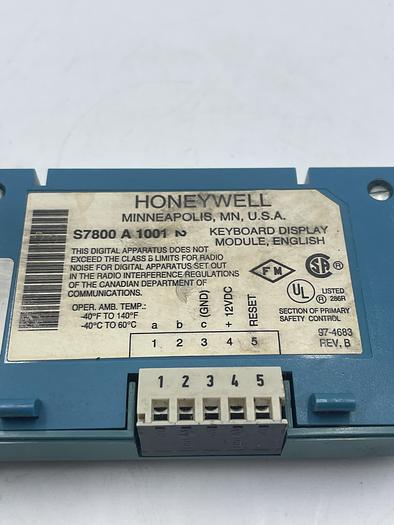 HONEYWELL
MINNEAPOLIS, MN, U.S.A.
S7800 A 1001 2
KEYBOARD DISPLAY
MODULE, ENGLISH
THIS DIGITAL APPARATUS DOES NOT
EXCEED THE CLASS & LIMITS FOR RADIO
NOISE FOR DIGITAL APPARATUS SET OUT
IN THE RADIO INTERFERENCE REGULATIONS
OF THE CANADIAN DEPARTMENT OF
COMMUNICATIONS.
FM
SA
UL
LISTED
286R
SECTION OF PRIMARY
SAFETY CONTROL
97-4683
REV. B
OPER. AMB. TEMP.:
-40°F TO 140°F
-40°C TO 60°C
a b c + RESET
(GND) 12VDC
1 2 3 4 5
1 2 3 4 5